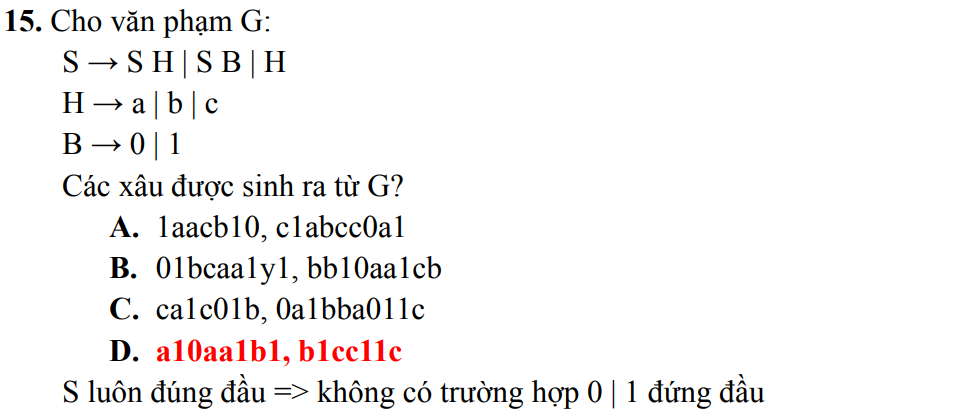 15. Cho văn phạm G:
S → S H | S B | H
H → a | b | c
B → 0 | 1
Các xâu được sinh ra từ G?
A. 1aacb10, c1abcc0a1
B. 01bcaa1y1, bb10aa1cb
C. ca1c01b, 0a1bba011c
D. a10aa1b1, b1cc11c
S luôn đúng đầu => không có trường hợp 0 | 1 đứng đầu